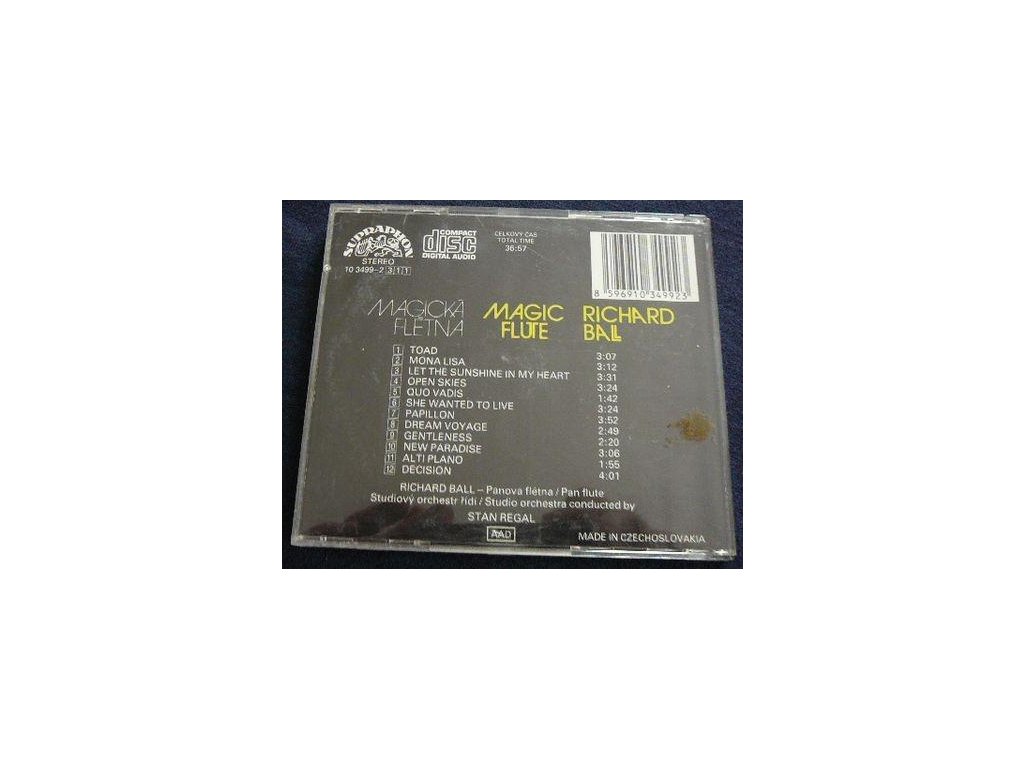 SUPRAPHON
STEREO
10 3499-2 311
COMPACT
disc
DIGITAL AUDIO
CELKOVÝ ČAS
TOTAL TIME
36:57
8 596910 349923
MAGICKÁ FLÉTNA
MAGIC FLUTE
RICHARD BALL
1 TOAD 3:07
2 MONA LISA 3:12
3 LET THE SUNSHINE IN MY HEART 3:31
4 OPEN SKIES 3:24
5 QUO VADIS 1:42
6 SHE WANTED TO LIVE 3:24
7 PAPILLON 3:52
8 DREAM VOYAGE 2:49
9 GENTLENESS 2:20
10 NEW PARADISE 3:06
11 ALTI PLANO 1:55
12 DECISION 4:01
RICHARD BALL – Panova flétna / Pan flute
Studiový orchestr řídí / Studio orchestra conducted by
STAN REGAL
AAD
MADE IN CZECHOSLOVAKIA